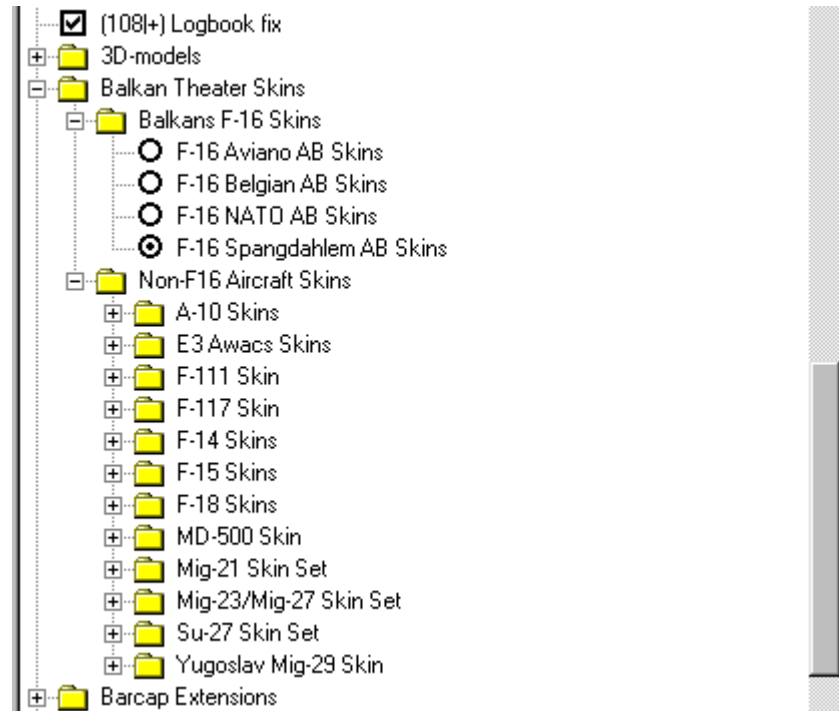 (108|+) Logbook fix
3D-models
Balkan Theater Skins
Balkans F-16 Skins
F-16 Aviano AB Skins
F-16 Belgian AB Skins
F-16 NATO AB Skins
F-16 Spangdahlem AB Skins
Non-F16 Aircraft Skins
A-10 Skins
E3 Awacs Skins
F-111 Skin
F-117 Skin
F-14 Skins
F-15 Skins
F-18 Skins
MD-500 Skin
Mig-21 Skin Set
Mig-23/Mig-27 Skin Set
Su-27 Skin Set
Yugoslav Mig-29 Skin
Barcap Extensions